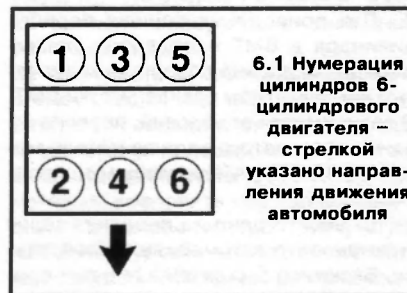 1 3 5
2 4 6
6.1 Нумерация
цилиндров 6-
цилиндрового
двигателя –
стрелкой
указано направ-
ления движения
автомобиля